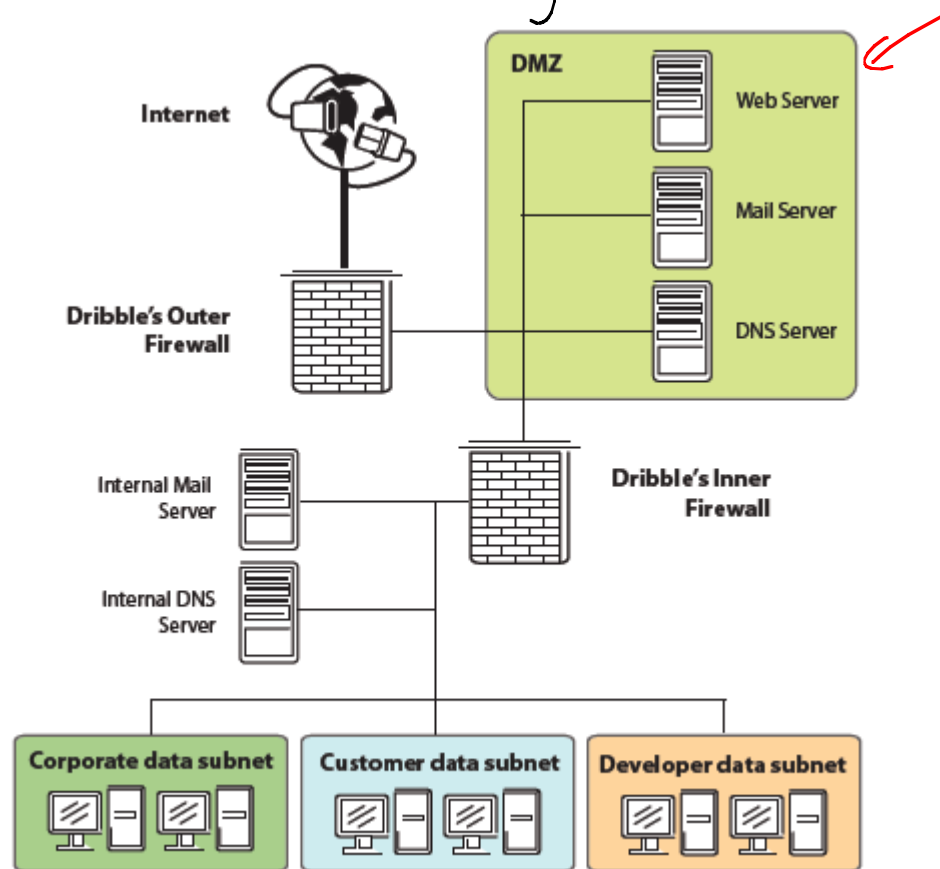 DMZ
Internet
Web Server
Mail Server
Dribble's Outer
Firewall
DNS Server
Internal Mail
Server
Dribble's Inner
Firewall
Internal DNS
Server
Corporate data subnet
Customer data subnet
Developer data subnet